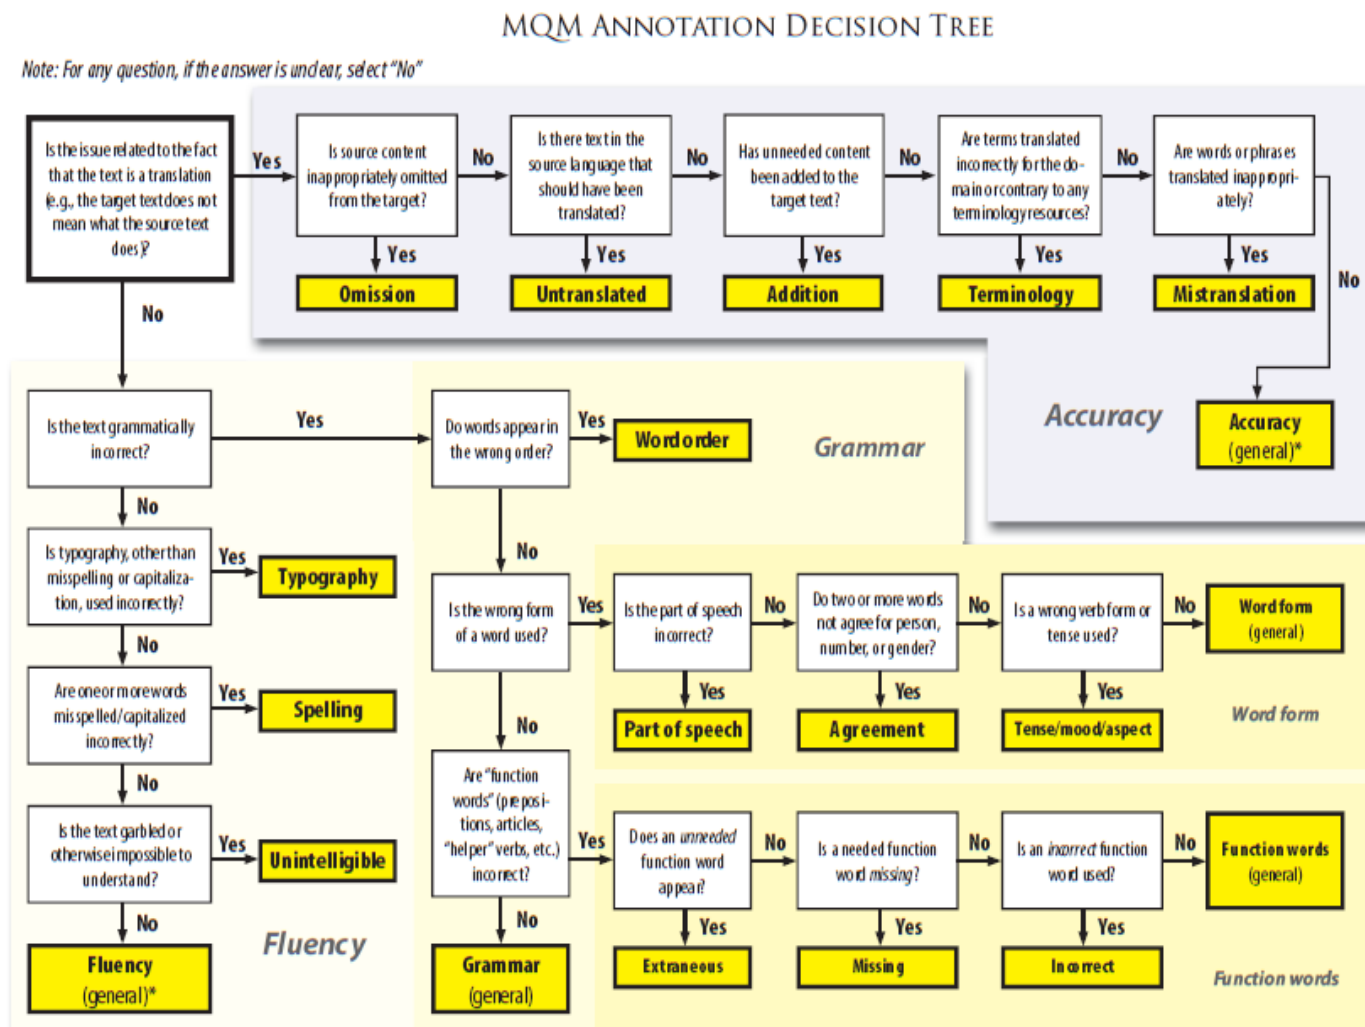 MQM ANNOTATION DECISION TREE
Note: For any question, if the answer is unclear, select “No”
Is the issue related to the fact
that the text is a translation
(e.g., the target text does not
mean what the source text
does)?
Yes
Is source content
inappropriately omitted
from the target?
No
Is there text in the
source language that
should have been
translated?
No
Has unneeded content
been added to the
target text?
No
Are terms translated
incorrectly for the do-
main or contrary to any
terminology resources?
No
Are words or phrases
translated inappropri-
ately?
Yes
Yes
Yes
Yes
Yes
No
Omission
Untranslated
Addition
Terminology
Mistranslation
No
Accuracy
Accuracy
(general)*
Is the text grammatically
incorrect?
Yes
Do words appear in
the wrong order?
Yes
Word order
Grammar
No
No
Is typography, other than
misspelling or capitaliza-
tion, used incorrectly?
Yes
Typography
Is the wrong form
of a word used?
Yes
Is the part of speech
incorrect?
No
Do two or more words
not agree for person,
number, or gender?
No
Is a wrong verb form or
tense used?
No
Word form
(general)
No
Yes
Yes
Yes
Are one or more words
misspelled/capitalized
incorrectly?
Yes
Spelling
No
Part of speech
Agreement
Tense/mood/aspect
Word form
No
Is the text garbled or
otherwise impossible to
understand?
Yes
Unintelligible
Are “function
words” (preposi-
tions, articles,
“helper” verbs, etc.)
incorrect?
Yes
Does an unneeded
function word
appear?
No
Is a needed function
word missing?
No
Is an incorrect function
word used?
No
Function words
(general)
No
No
Yes
Yes
Yes
Fluency
Fluency
(general)*
Grammar
(general)
Extraneous
Missing
Incorrect
Function words